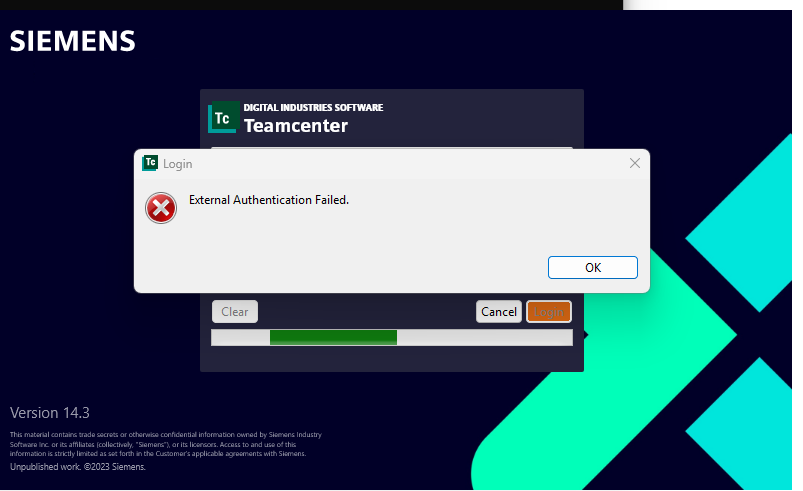 SIEMENS
Tc
DIGITAL INDUSTRIES SOFTWARE
Teamcenter
Tc Login
External Authentication Failed.
OK
Clear
Cancel
Login
Version 14.3
This material contains trade secrets or otherwise confidential information owned by Siemens Industry
Software Inc. or its affiliates (collectively, "Siemens"), or its licensors. Access to and use of this
information is strictly limited as set forth in the Customer's applicable agreements with Siemens.
Unpublished work. ©2023 Siemens.